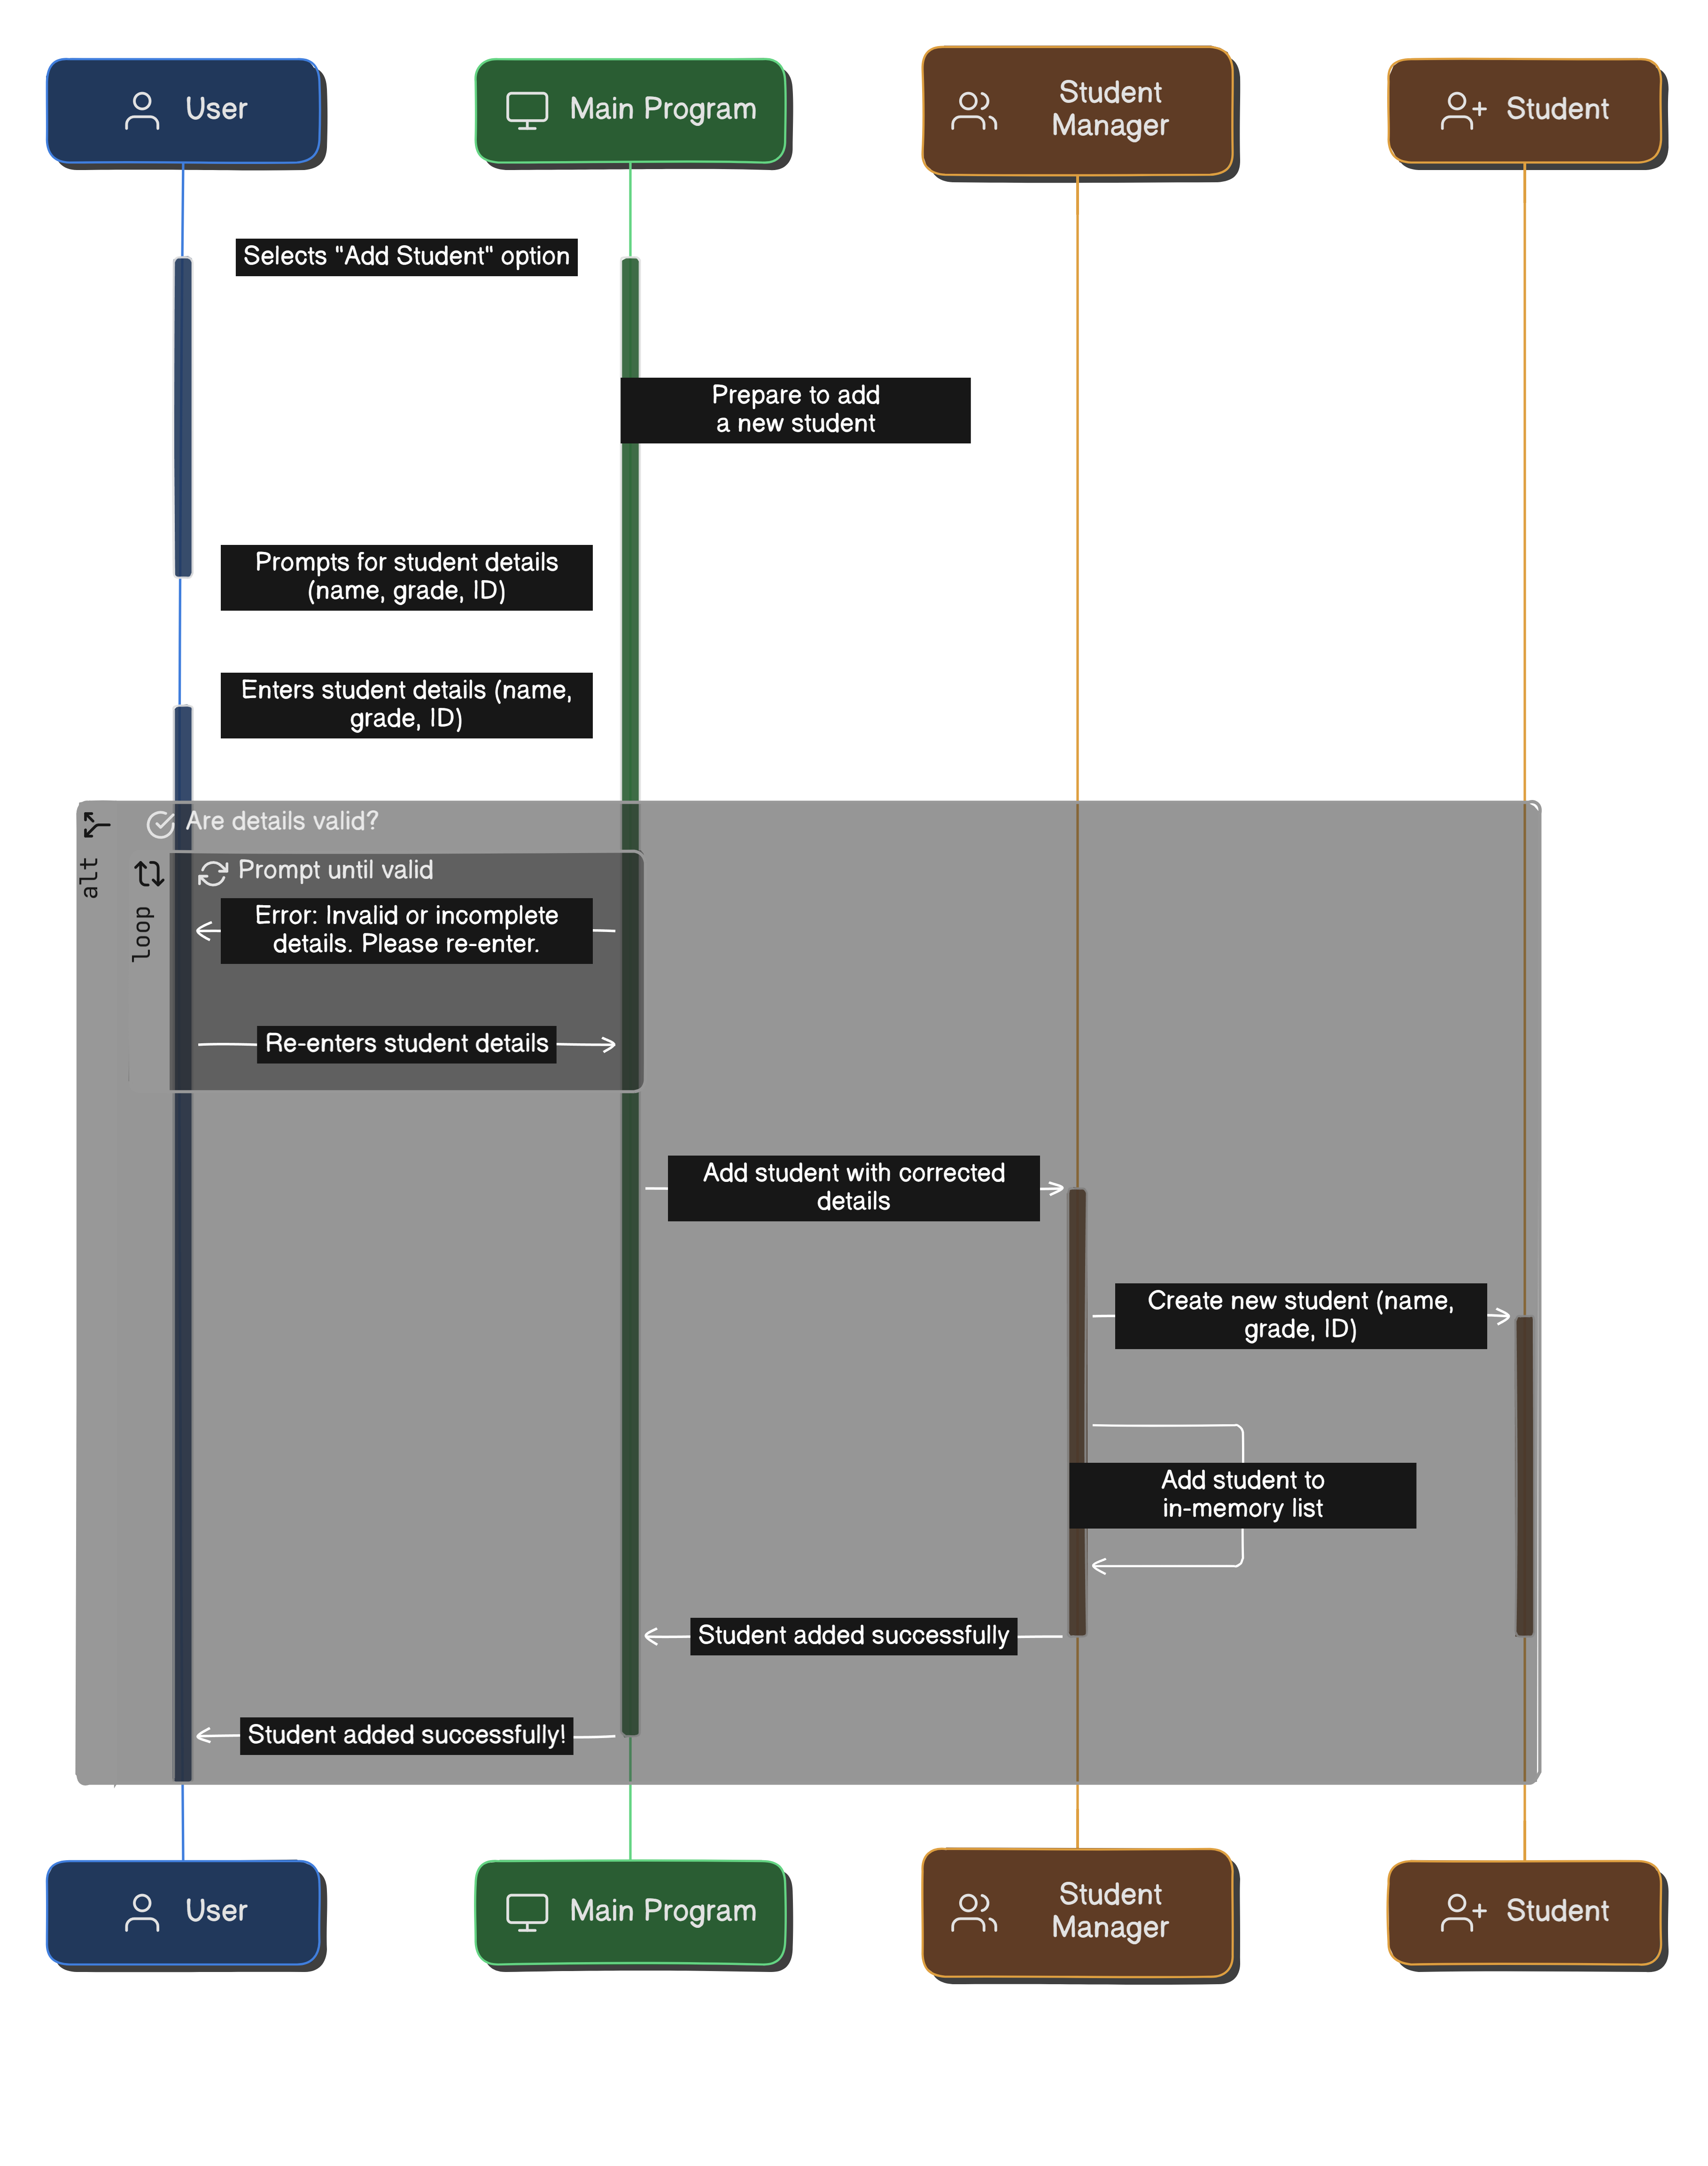 User
Main Program
Student
Manager
Student
Selects "Add Student" option
Prepare to add
a new student
Prompts for student details
(name, grade, ID)
Enters student details (name,
grade, ID)
alt
Are details valid?
loop
Prompt until valid
Error: Invalid or incomplete
details. Please re-enter.
Re-enters student details
Add student with corrected
details
Create new student (name,
grade, ID)
Add student to
in-memory list
Student added successfully
Student added successfully!
User
Main Program
Student
Manager
Student